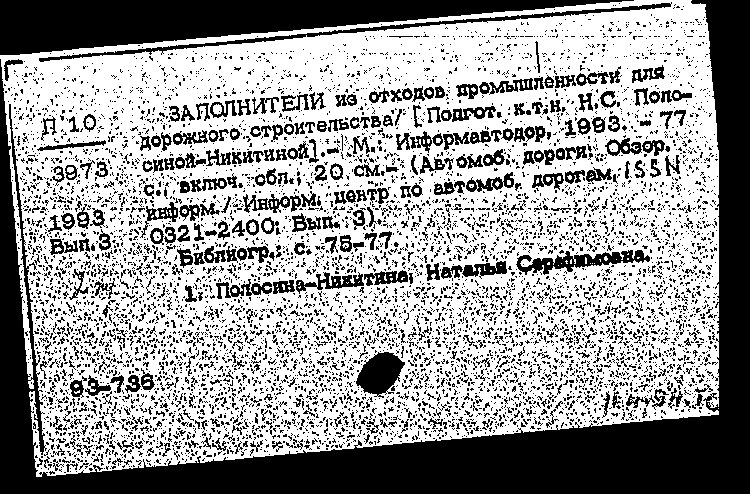 П 10
3973
1993
Вып.3
ЗАПОЛНИТЕЛИ из отходов промышленности для
дорожного строительства/ [Подгот. к.т.н. Н.С. Поло-
синой-Никитиной].- М.: Информавтодор, 1993. - 77
с., включ. обл.; 20 см.- (Автомоб. дороги: Обзор.
информ./ Информ. центр по автомоб. дорогам, ISSN
0321-2400; Вып. 3).
Библиогр.: с. 75-77.
1. Полосина-Никитина, Наталья Серафимовна.
93-736